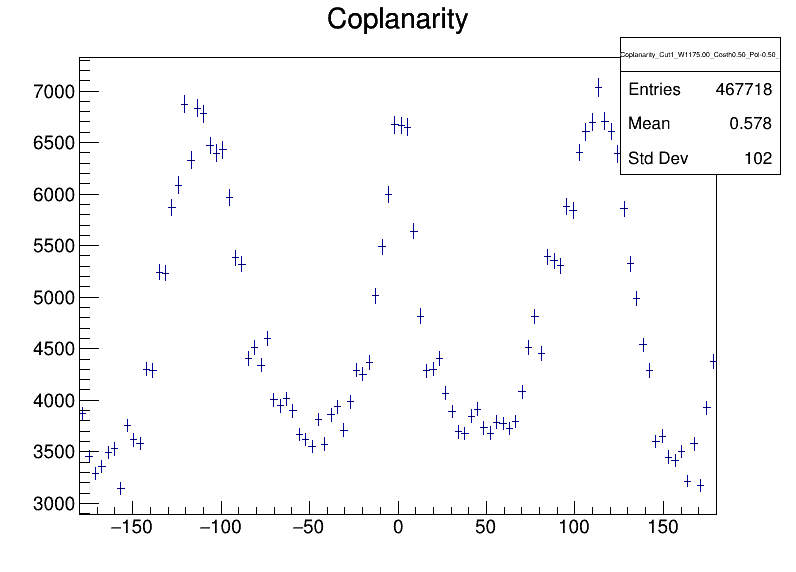 Coplanarity
Coplanarity_Cut1_W1175.00_Costh0.50_Pol-0.50_
Entries 467718
Mean 0.578
Std Dev 102
7000
6500
6000
5500
5000
4500
4000
3500
3000
−150 −100 −50 0 50 100 150